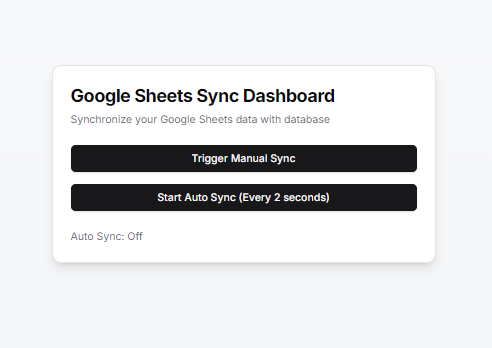 Google Sheets Sync Dashboard
Synchronize your Google Sheets data with database
Trigger Manual Sync
Start Auto Sync (Every 2 seconds)
Auto Sync: Off